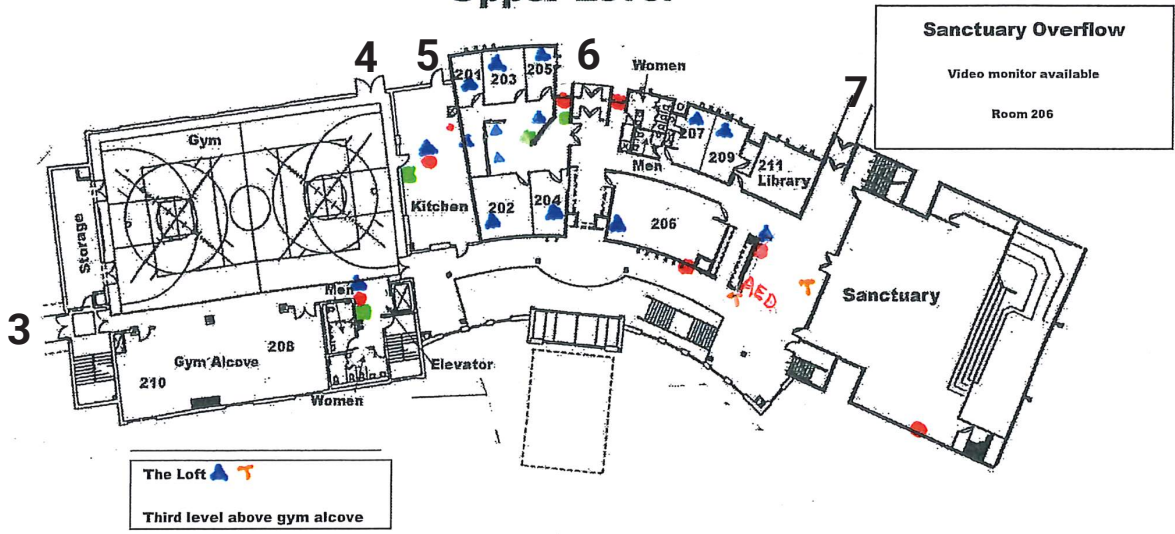 Upper Level
Sanctuary Overflow
Video monitor available
Room 206
4
5
6
7
201
203
205
Women
207
209
211
Library
Men
Gym
Kitchen
202
204
206
Storage
AED
Sanctuary
3
Men
208
Gym Alcove
210
Elevator
Women
The Loft
Third level above gym alcove